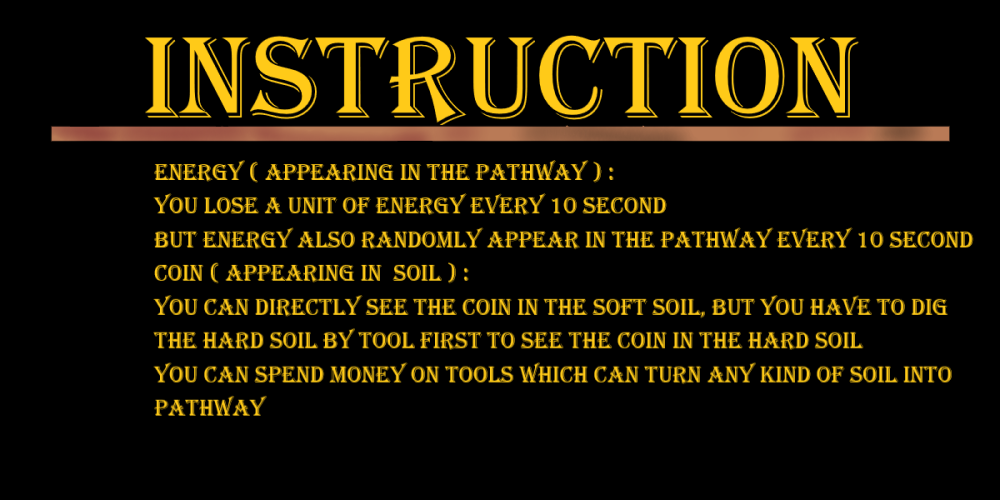 INSTRUCTION
ENERGY ( APPEARING IN THE PATHWAY ) :
YOU LOSE A UNIT OF ENERGY EVERY 10 SECOND
BUT ENERGY ALSO RANDOMLY APPEAR IN THE PATHWAY EVERY 10 SECOND
COIN ( APPEARING IN  SOIL ) :
YOU CAN DIRECTLY SEE THE COIN IN THE SOFT SOIL, BUT YOU HAVE TO DIG
THE HARD SOIL BY TOOL FIRST TO SEE THE COIN IN THE HARD SOIL
YOU CAN SPEND MONEY ON TOOLS WHICH CAN TURN ANY KIND OF SOIL INTO
PATHWAY